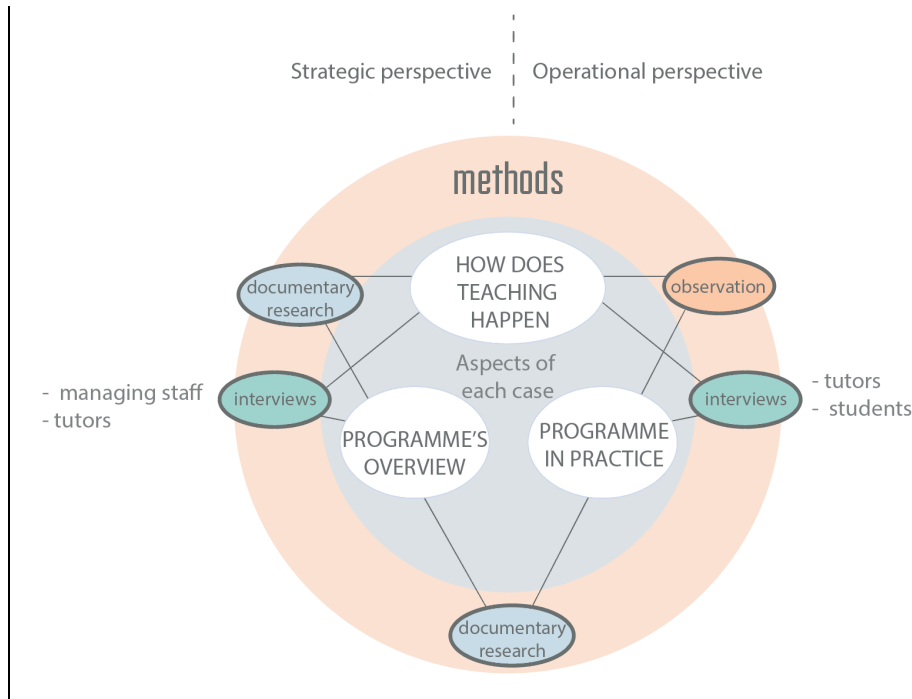 Strategic perspective
Operational perspective
methods
HOW DOES
TEACHING
HAPPEN
documentary
research
observation
Aspects of
each case
- managing staff
- tutors
interviews
interviews
- tutors
- students
PROGRAMME'S
OVERVIEW
PROGRAMME
IN PRACTICE
documentary
research